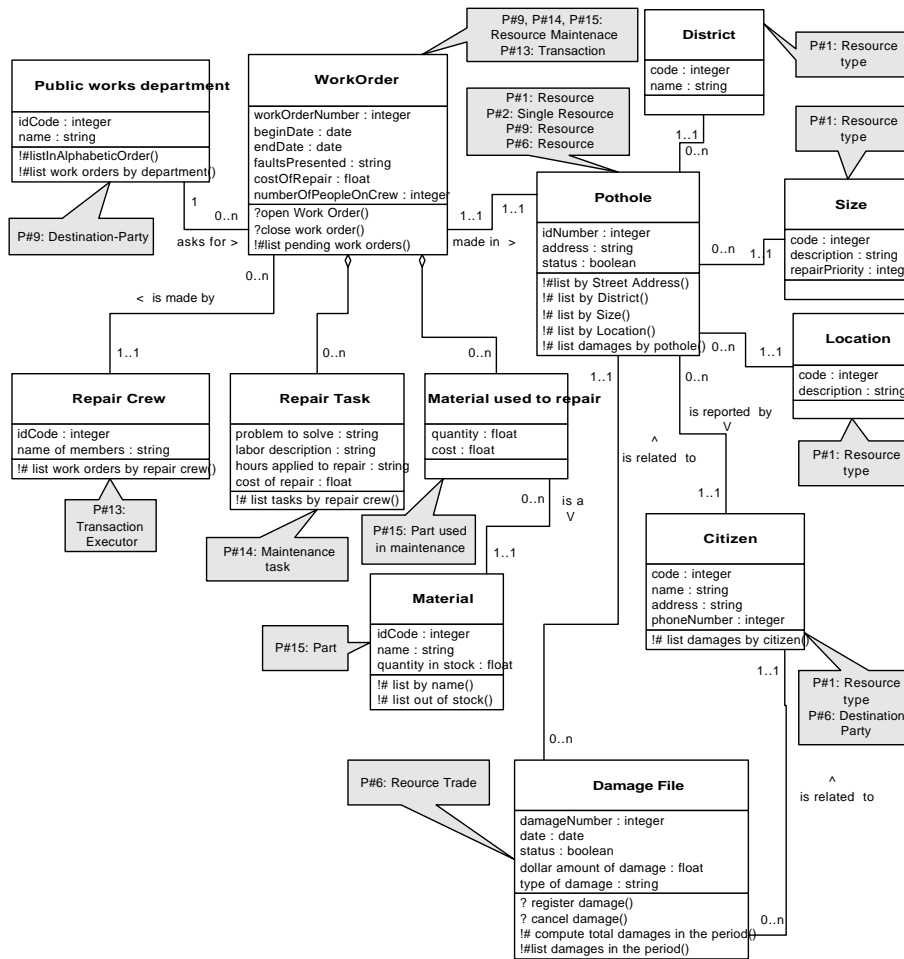 P#9, P#14, P#15:
Resource Maintenace
P#13: Transaction
District
code : integer
name : string
P#1: Resource
type
Public works department
idCode : integer
name : string
!#listInAlphabeticOrder()
!#list work orders by department()
WorkOrder
workOrderNumber : integer
beginDate : date
endDate : date
faultsPresented : string
costOfRepair : float
numberOfPeopleOnCrew : integer
?open Work Order()
?close work order()
!#list pending work orders()
P#1: Resource
P#2: Single Resource
P#9: Resource
P#6: Resource
1..1
0..n
P#1: Resource
type
Pothole
idNumber : integer
address : string
status : boolean
!#list by Street Address()
!# list by District()
!# list by Size()
!# list by Location()
!# list damages by pothole()
Size
code : integer
description : string
repairPriority : integ
0..n
1..1
P#9: Destination-Party
1
0..n
asks for >
1..1
1..1
made in >
0..n
< is made by
1..1
0..n
0..n
0..n
1..1
Location
code : integer
description : string
P#1: Resource
type
Repair Crew
idCode : integer
name of members : string
!# list work orders by repair crew()
Repair Task
problem to solve : string
labor description : string
hours applied to repair : string
cost of repair : float
!# list tasks by repair crew()
Material used to repair
quantity : float
cost : float
1..1
0..n
is reported by
V
^
is related to
P#13:
Transaction
Executor
P#14: Maintenance
task
P#15: Part used
in maintenance
0..n
is a
V
1..1
1..1
Material
idCode : integer
name : string
quantity in stock : float
!# list by name()
!# list out of stock()
P#15: Part
Citizen
code : integer
name : string
address : string
phoneNumber : integer
!# list damages by citizen()
1..1
P#1: Resource
type
P#6: Destination
Party
0..n
P#6: Reource Trade
Damage File
damageNumber : integer
date : date
status : boolean
dollar amount of damage : float
type of damage : string
? register damage()
? cancel damage()
!# compute total damages in the period()
!#list damages in the period()
^
is related to
0..n